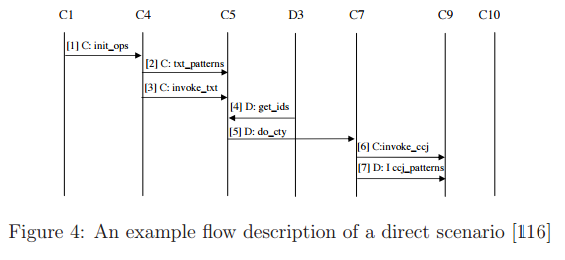 C1 C4 C5 D3 C7 C9 C10
[1] C: init_ops
[2] C: txt_patterns
[3] C: invoke_txt
[4] D: get_ids
[5] D: do_cty
[6] C:invoke_ccj
[7] D: I ccj_patterns
Figure 4: An example flow description of a direct scenario [116]